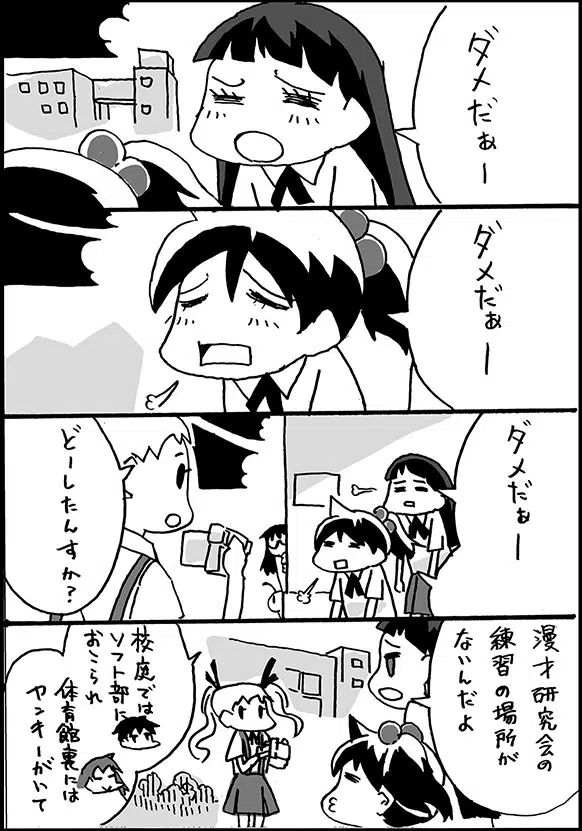 ダメだぉー
ダメだぉー
ダメだぉー
どーしたんすか?
漫才研究会の
練習の場所が
ないんだよ
校庭では
ソフト部に
おこられ
体育館裏には
ヤンキーがいて